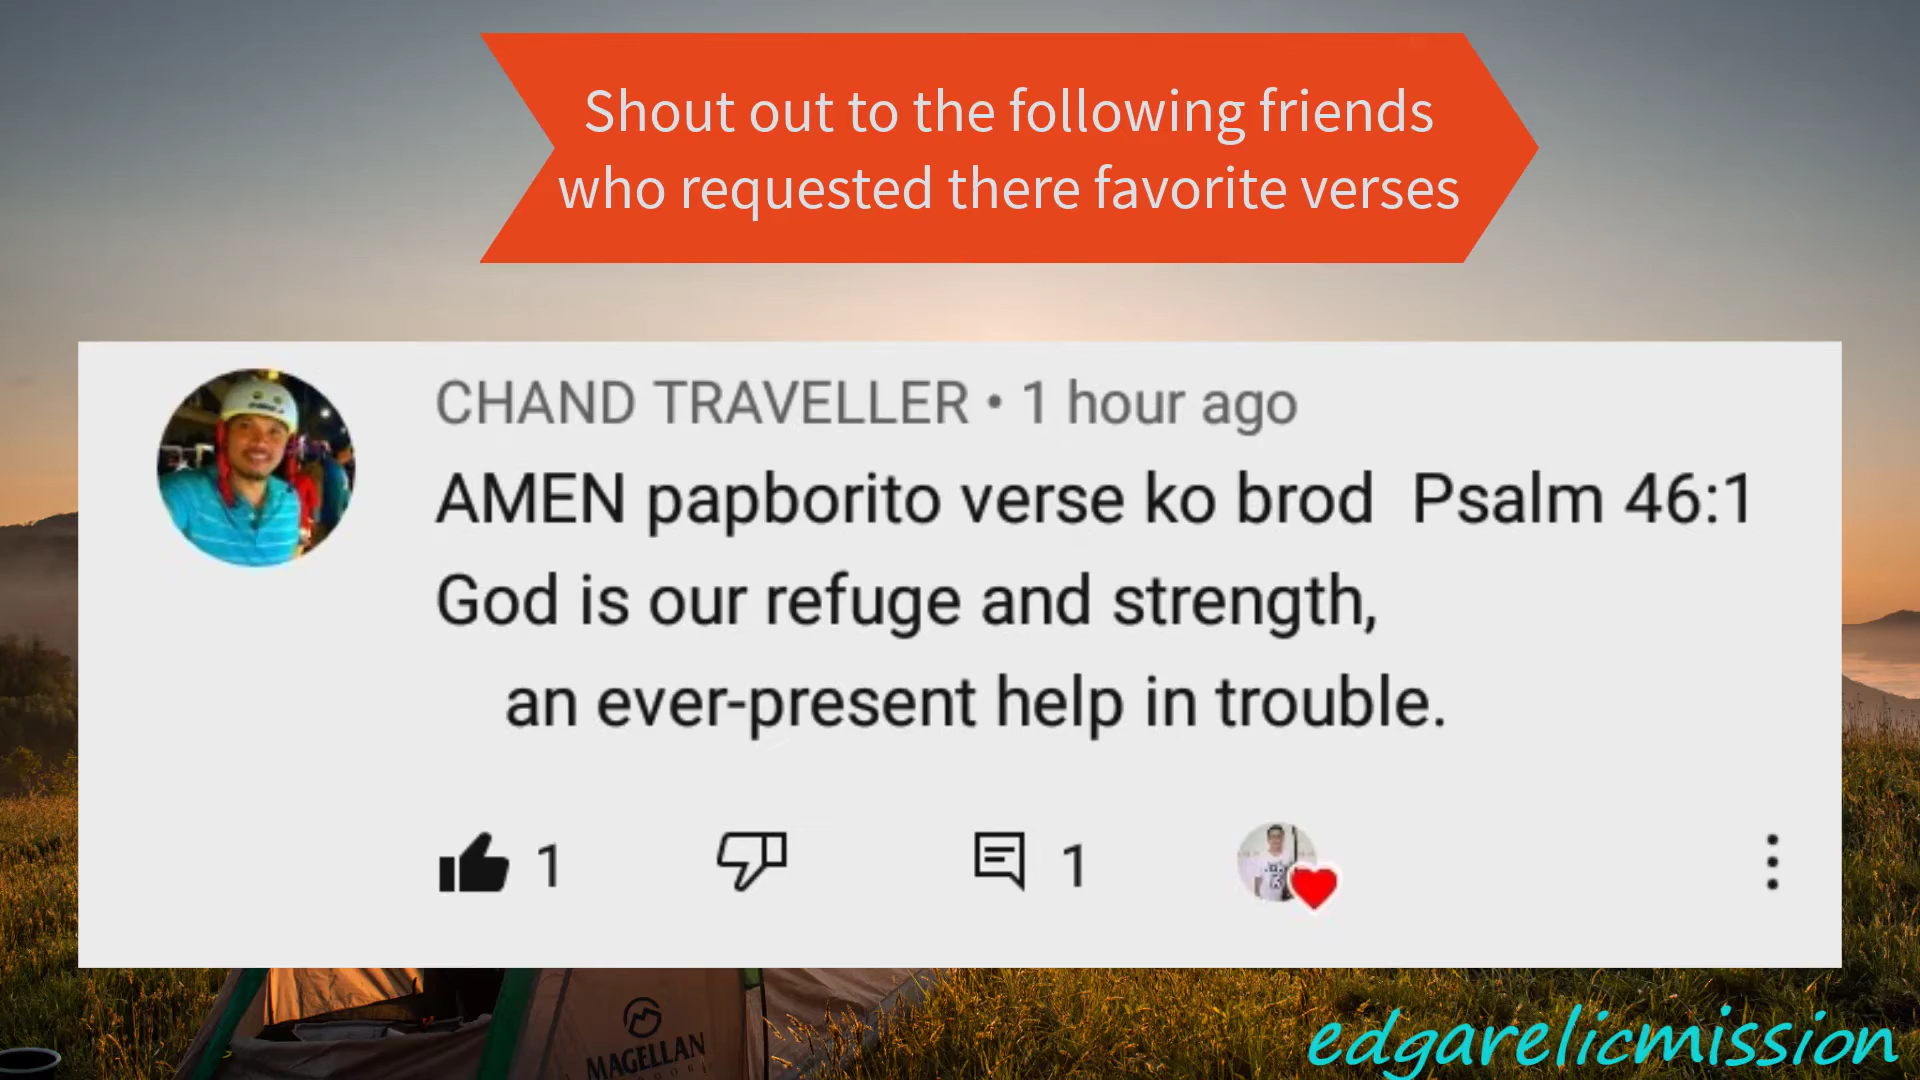 Shout out to the following friends
who requested there favorite verses
CHAND TRAVELLER • 1 hour ago
AMEN papborito verse ko brod Psalm 46:1
God is our refuge and strength,
an ever-present help in trouble.
1
1
MAGELLAN
edgarelicmission